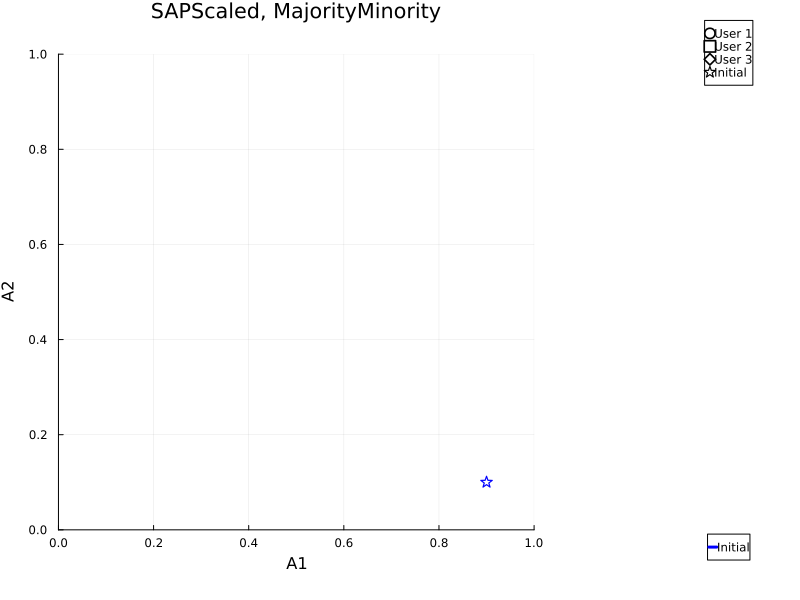 SAPScaled, MajorityMinority
User 1
User 2
User 3
Initial
1.0
0.8
0.6
0.4
0.2
0.0
A2
0.0 0.2 0.4 0.6 0.8 1.0
A1
Initial